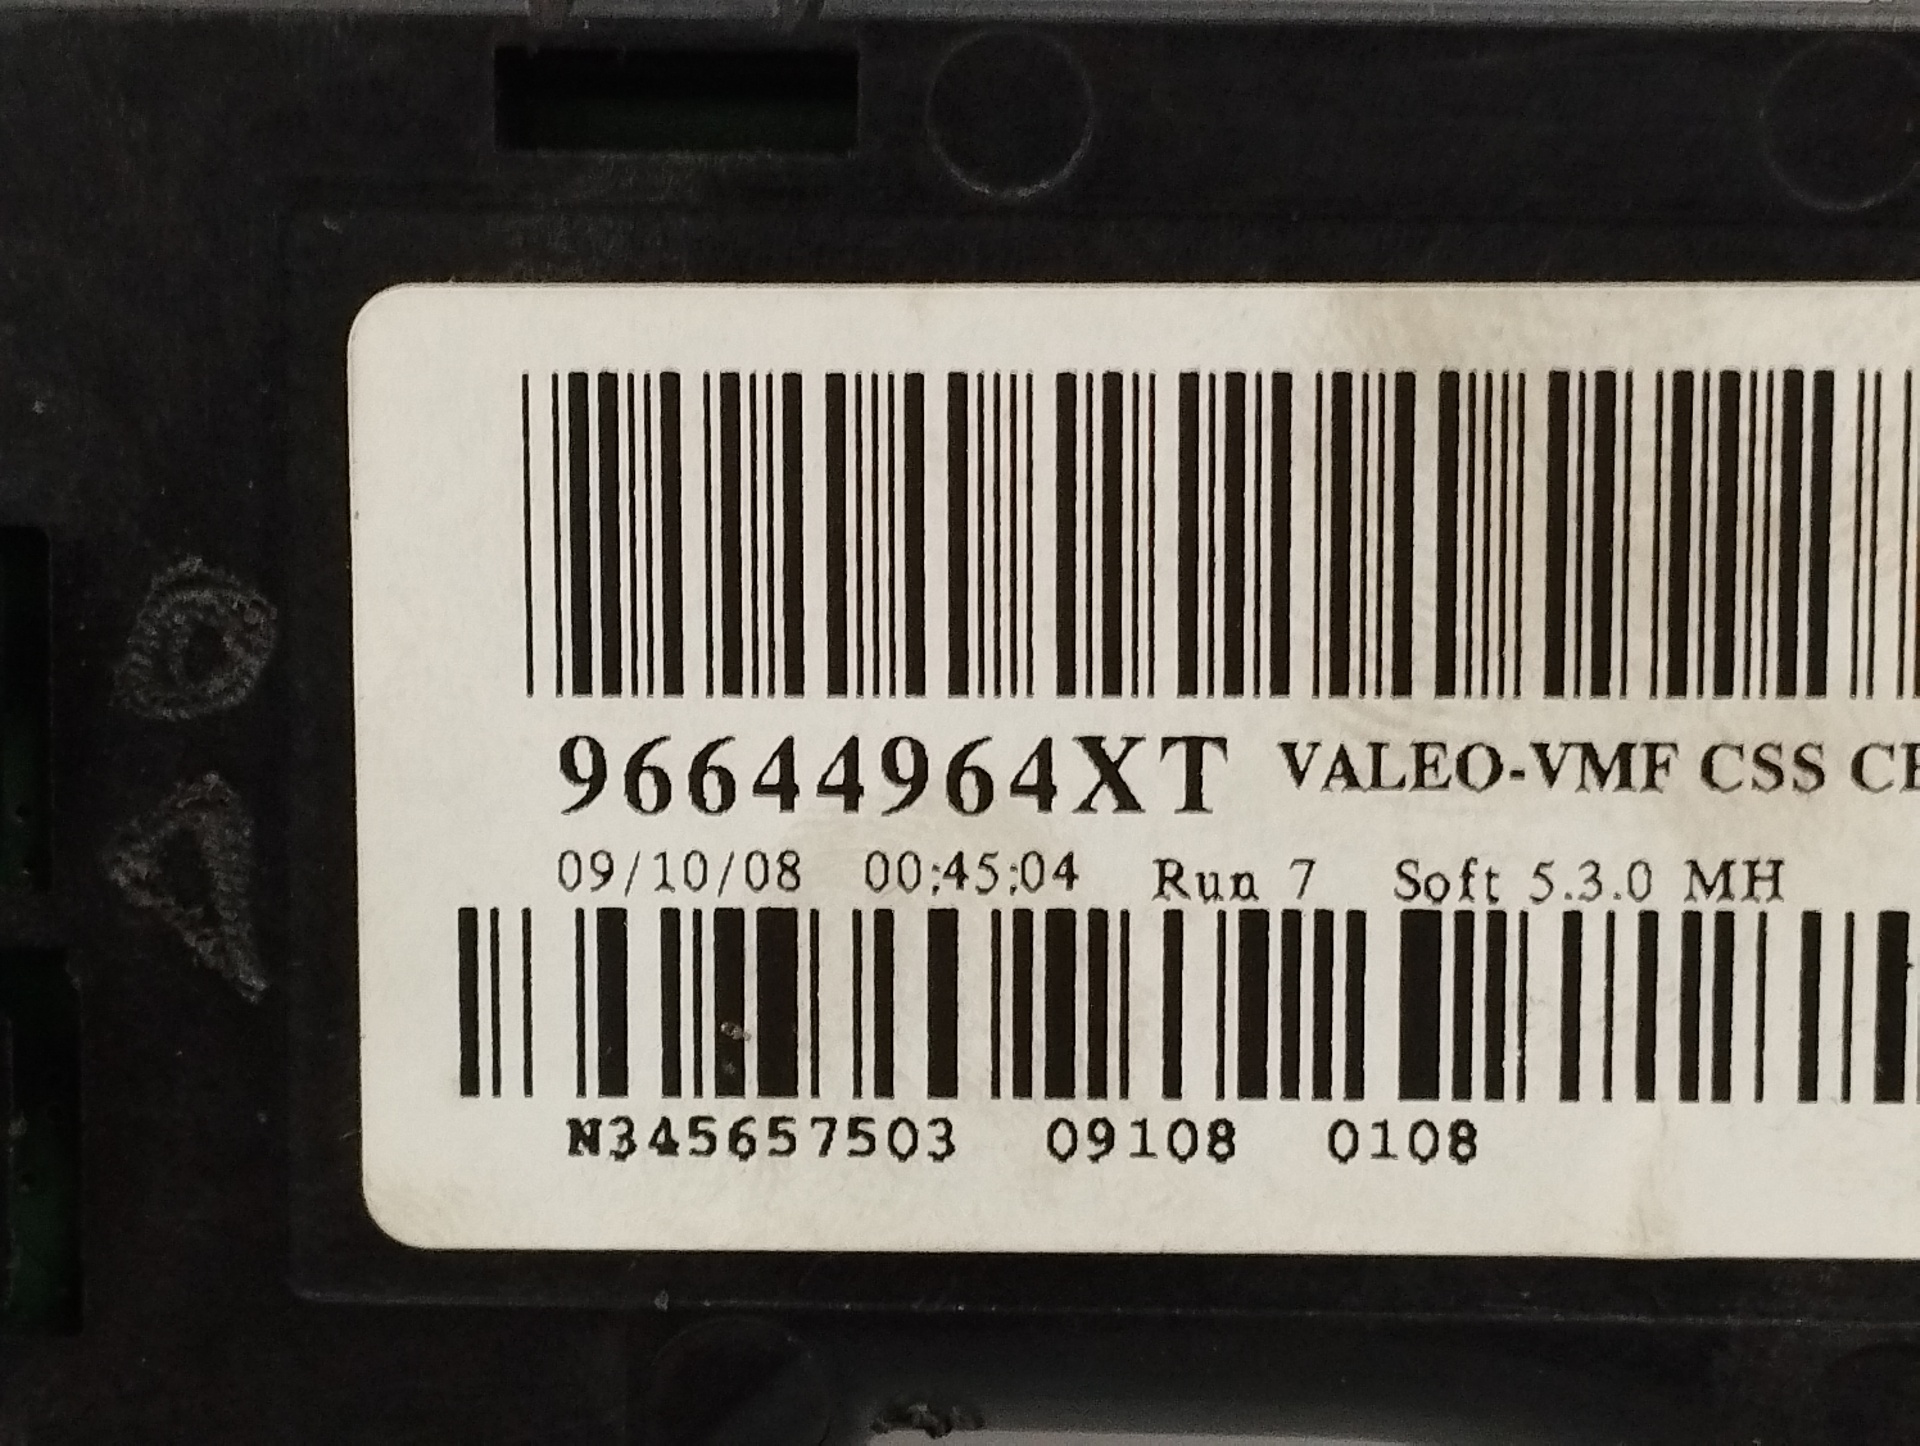 96644964XT VALEO-VMF CSS
09/10/08 00:45:04 Run 7 Soft 5.3.0 MH
N345657503 09108 0108